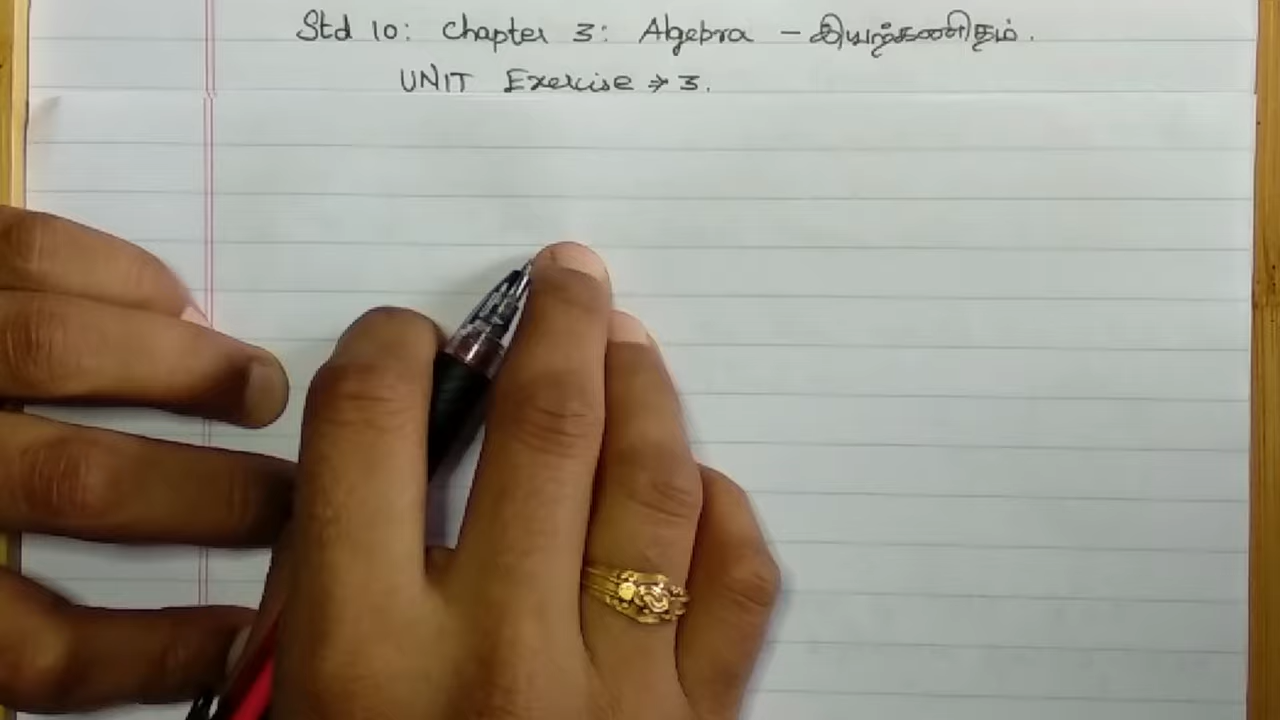 Std 10: Chapter 3: Algebra - இயற்கணிதம்.
UNIT Exercise → 3.